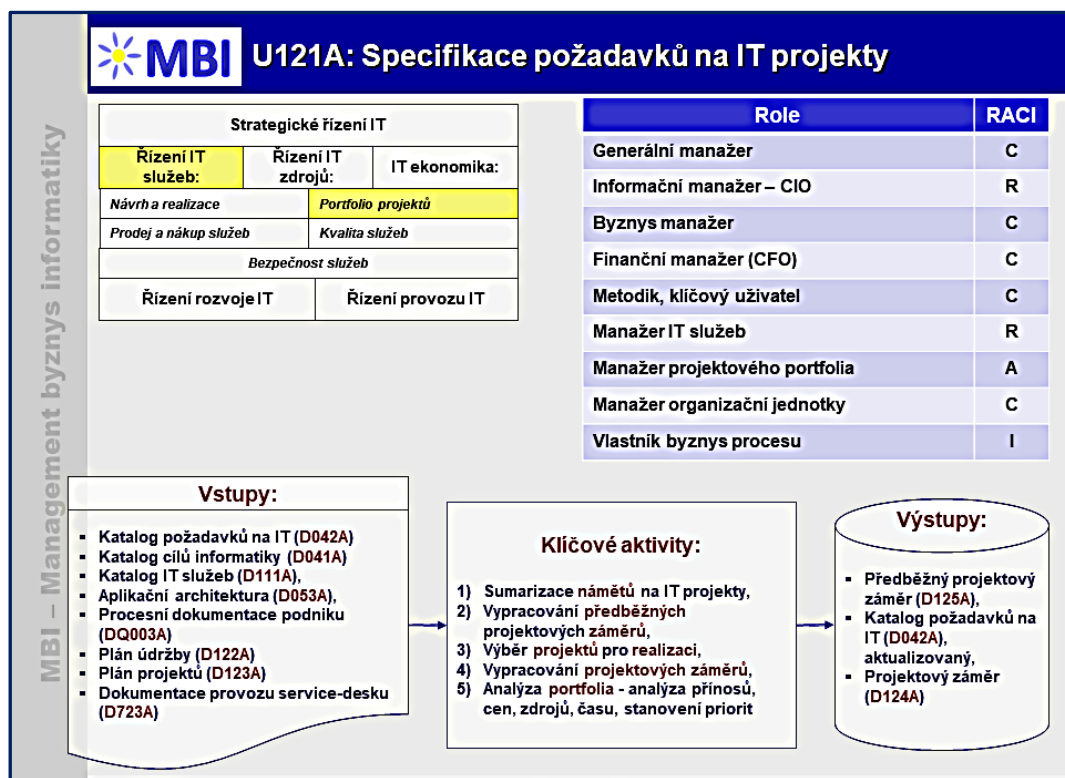 MBI
U121A: Specifikace požadavků na IT projekty
MBI – Management byznys informatiky
Strategické řízení IT
Řízení IT
služeb:
Řízení IT
zdrojů:
IT ekonomika:
Návrh a realizace
Portfolio projektů
Prodej a nákup služeb
Kvalita služeb
Bezpečnost služeb
Řízení rozvoje IT
Řízení provozu IT
Role RACI
Generální manažer C
Informační manažer – CIO R
Byznys manažer C
Finanční manažer (CFO) C
Metodik, klíčový uživatel C
Manažer IT služeb R
Manažer projektového portfolia A
Manažer organizační jednotky C
Vlastník byznys procesu I
Vstupy:
▪ Katalog požadavků na IT (D042A)
▪ Katalog cílů informatiky (D041A)
▪ Katalog IT služeb (D111A),
▪ Aplikační architektura (D053A),
▪ Procesní dokumentace podniku
(DQ003A)
▪ Plán údržby (D122A)
▪ Plán projektů (D123A)
▪ Dokumentace provozu service-desku
(D723A)
Klíčové aktivity:
1) Sumarizace námětů na IT projekty,
2) Vypracování předběžných
projektových záměrů,
3) Výběr projektů pro realizaci,
4) Vypracování projektových záměrů,
5) Analýza portfolia - analýza přínosů,
cen, zdrojů, času, stanovení priorit
Výstupy:
▪ Předběžný projektový
záměr (D125A),
▪ Katalog požadavků na
IT (D042A),
aktualizovaný,
▪ Projektový záměr
(D124A)